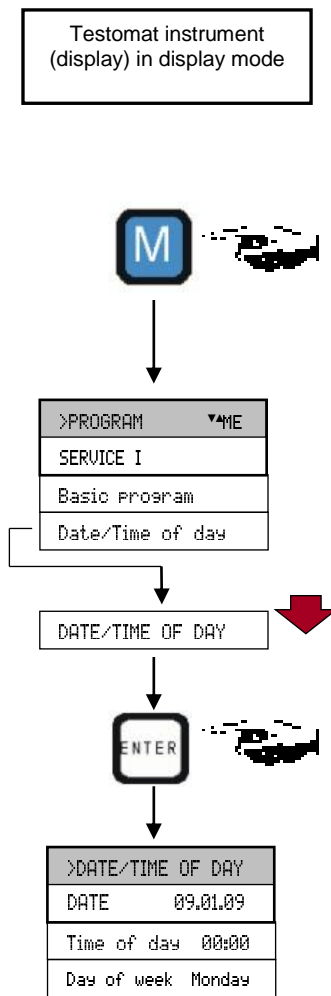 Testomat instrument
(display) in display mode
M
>PROGRAM ▼▲ME
SERVICE I
Basic program
Date/Time of day
DATE/TIME OF DAY
ENTER
>DATE/TIME OF DAY
DATE 09.01.09
Time of day 00:00
Day of week Monday